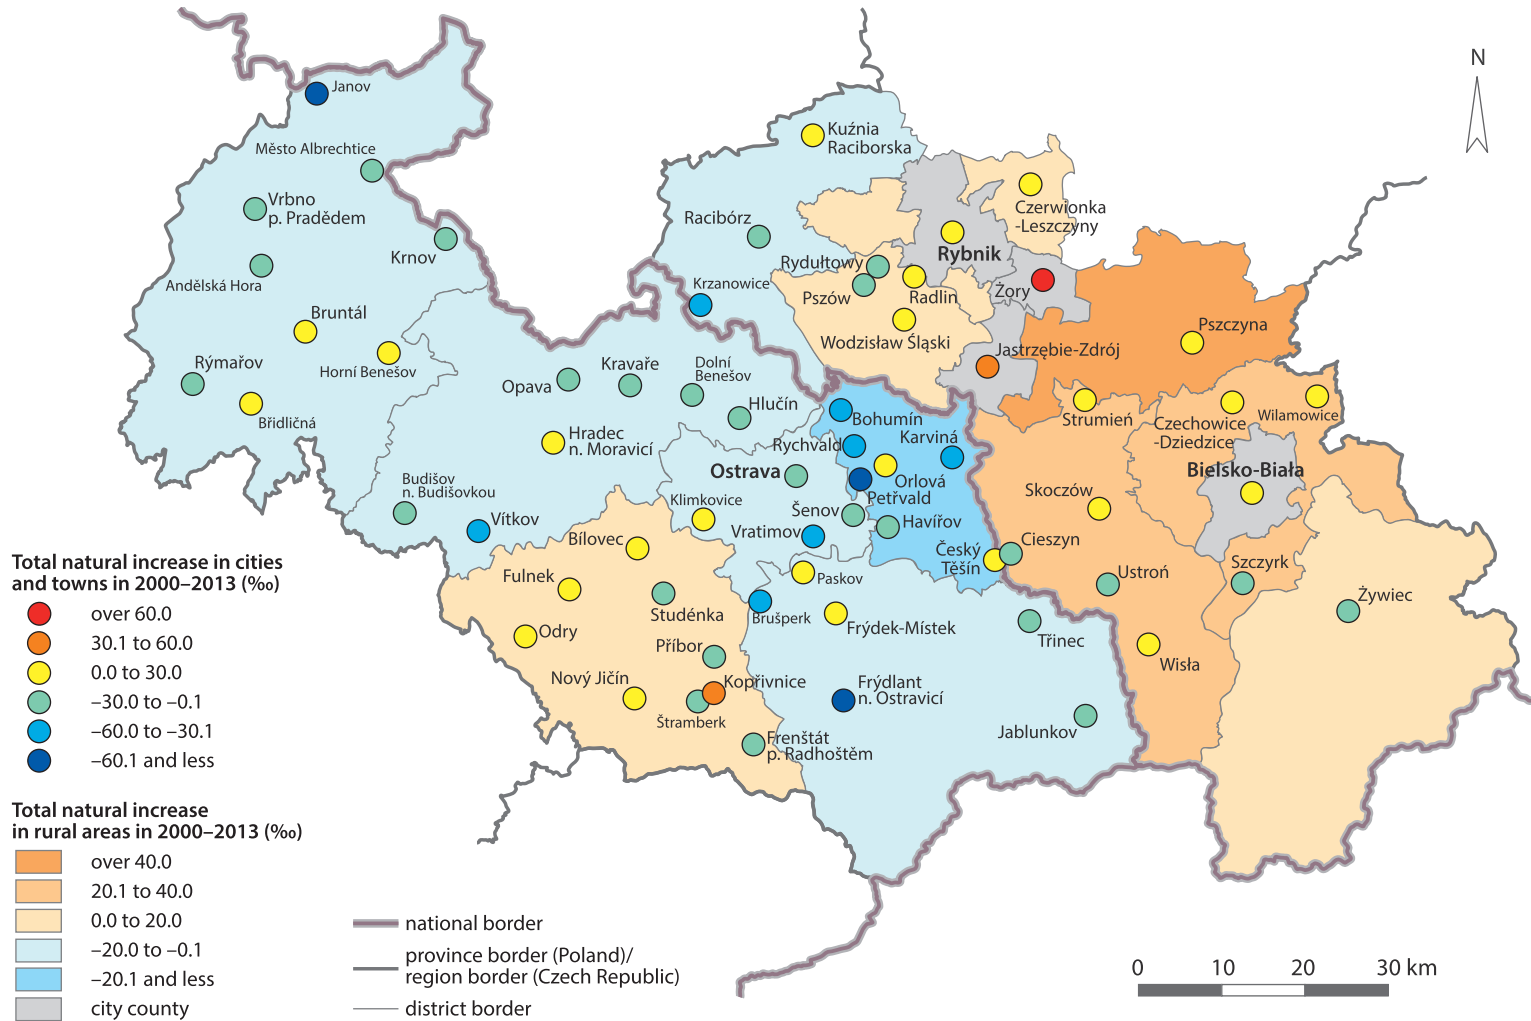 N
Janov
Město Albrechtice
Vrbno
p. Pradědem
Krnov
Andělská Hora
Bruntál
Horní Benešov
Rýmařov
Břidličná
Kuźnia
Raciborska
Racibórz
Krzanowice
Rydułtowy
Pszów
Radlin
Wodzisław Śląski
Rybnik
Czerwionka
-Leszczyny
Żory
Jastrzębie-Zdrój
Pszczyna
Opava
Kravaře
Dolní
Benešov
Hlučín
Hradec
n. Moravicí
Budišov
n. Budišovkou
Vítkov
Ostrava
Klimkovice
Šenov
Vratimov
Bohumín
Rychvald
Karviná
Orlová
Petřvald
Havířov
Český
Těšín
Cieszyn
Strumień
Czechowice
-Dziedzice
Wilamowice
Bielsko-Biała
Skoczów
Ustroń
Szczyrk
Żywiec
Wisła
Bílovec
Fulnek
Studénka
Odry
Příbor
Nový Jičín
Kopřivnice
Štramberk
Frenštát
p. Radhoštěm
Paskov
Brušperk
Frýdek-Místek
Frýdlant
n. Ostravicí
Třinec
Jablunkov
Total natural increase in cities
and towns in 2000–2013 (‰)
over 60.0
30.1 to 60.0
0.0 to 30.0
–30.0 to –0.1
–60.0 to –30.1
–60.1 and less
Total natural increase
in rural areas in 2000–2013 (‰)
over 40.0
20.1 to 40.0
0.0 to 20.0
–20.0 to –0.1
–20.1 and less
city county
national border
province border (Poland)/
region border (Czech Republic)
district border
0 10 20 30 km